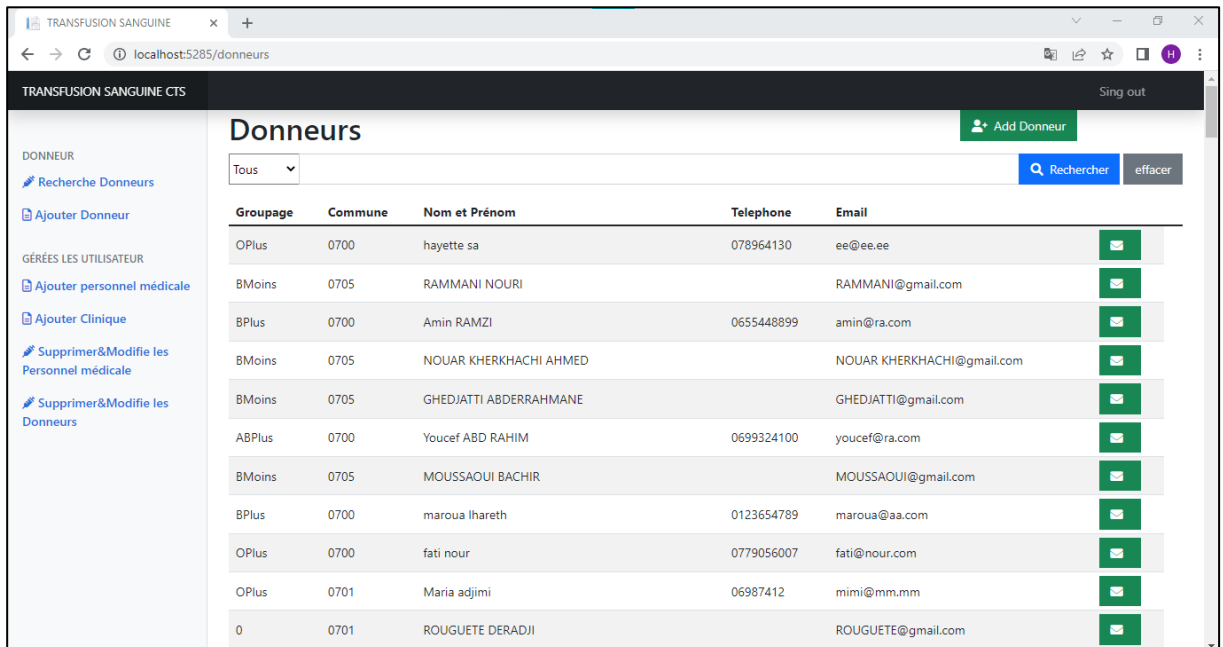 TRANSFUSION SANGUINE
localhost:5285/donneurs
H
TRANSFUSION SANGUINE CTS
Sing out
DONNEUR
Recherche Donneurs
Ajouter Donneur
GÉRÉES LES UTILISATEUR
Ajouter personnel médicale
Ajouter Clinique
Supprimer&Modifie les
Personnel médicale
Supprimer&Modifie les
Donneurs
Donneurs
Add Donneur
Tous
Rechercher
effacer
Groupage Commune Nom et Prénom Telephone Email
OPlus 0700 hayette sa 078964130 ee@ee.ee
BMoins 0705 RAMMANI NOURI RAMMANI@gmail.com
BPlus 0700 Amin RAMZI 0655448899 amin@ra.com
BMoins 0705 NOUAR KHERKHACHI AHMED NOUAR KHERKHACHI@gmail.com
BMoins 0705 GHEDJATTI ABDERRAHMANE GHEDJATTI@gmail.com
ABPlus 0700 Youcef ABD RAHIM 0699324100 youcef@ra.com
BMoins 0705 MOUSSAOUI BACHIR MOUSSAOUI@gmail.com
BPlus 0700 maroua lhareth 0123654789 maroua@aa.com
OPlus 0700 fati nour 0779056007 fati@nour.com
OPlus 0701 Maria adjimi 06987412 mimi@mm.mm
0 0701 ROUGUETE DERADJI ROUGUETE@gmail.com